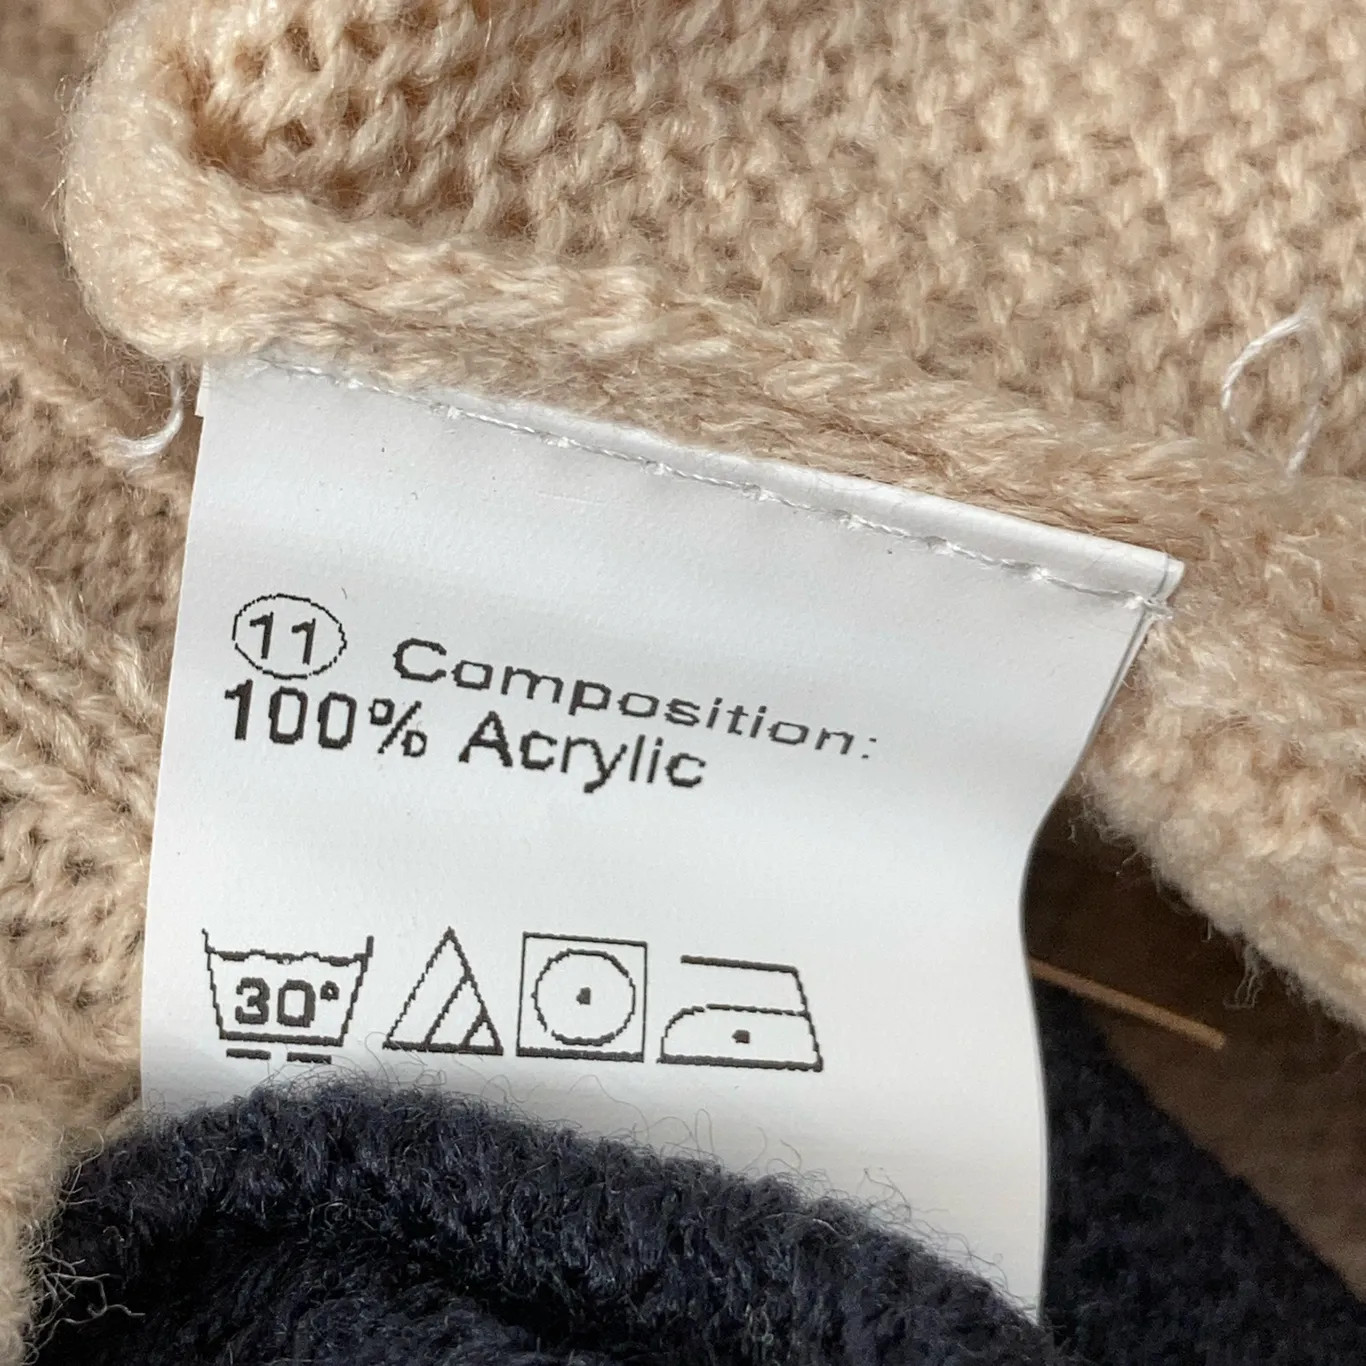 11 Composition:
100% Acrylic
30°